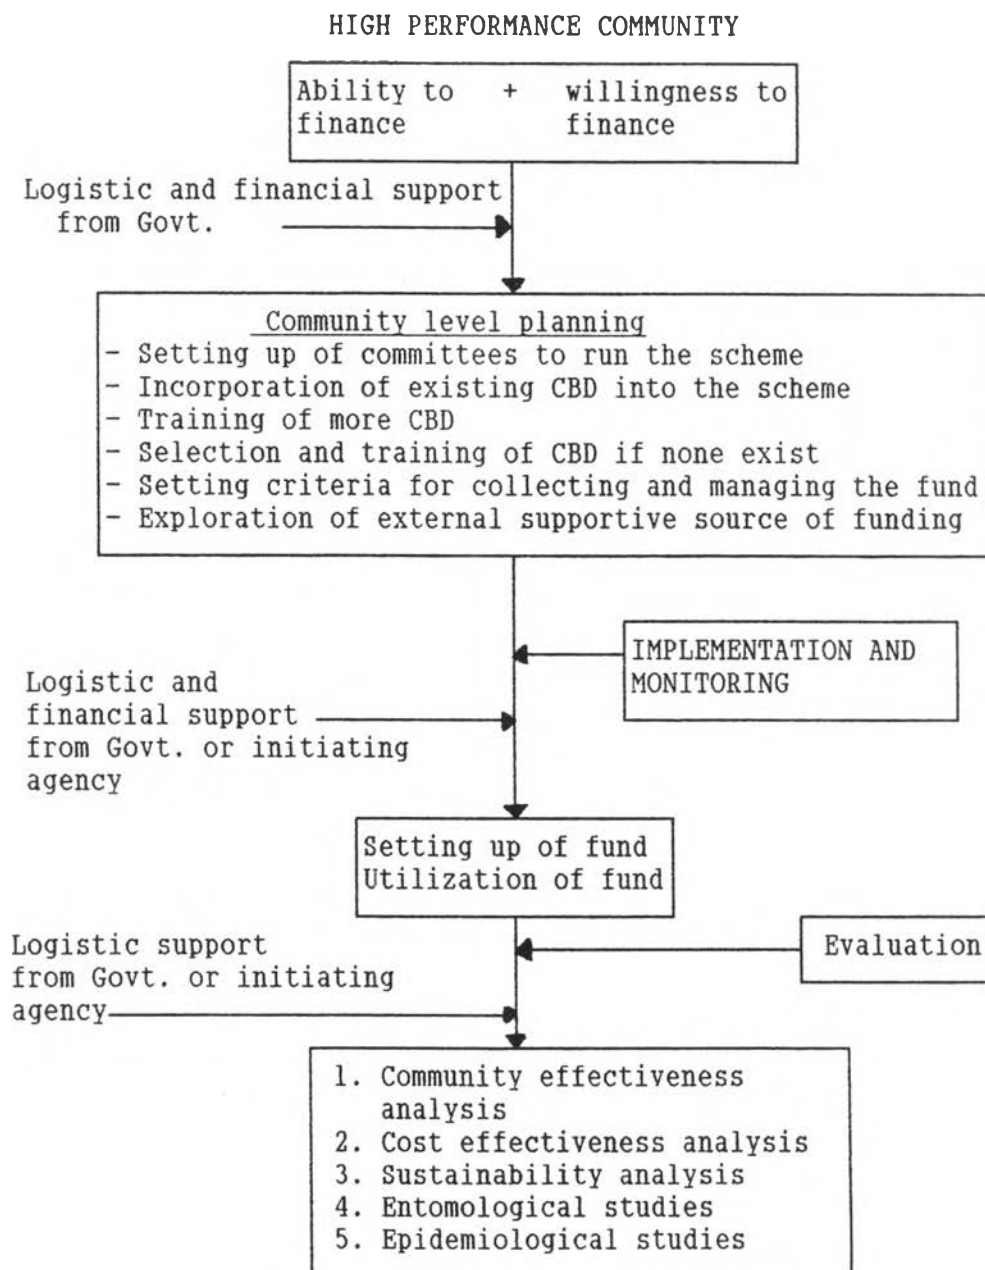 HIGH PERFORMANCE COMMUNITY
Ability to + willingness to
finance finance
Logistic and financial support
from Govt.
Community level planning
- Setting up of committees to run the scheme
- Incorporation of existing CBD into the scheme
- Training of more CBD
- Selection and training of CBD if none exist
- Setting criteria for collecting and managing the fund
- Exploration of external supportive source of funding
IMPLEMENTATION AND
MONITORING
Logistic and
financial support
from Govt. or initiating
agency
Setting up of fund
Utilization of fund
Evaluation
Logistic support
from Govt. or initiating
agency
1. Community effectiveness
analysis
2. Cost effectiveness analysis
3. Sustainability analysis
4. Entomological studies
5. Epidemiological studies